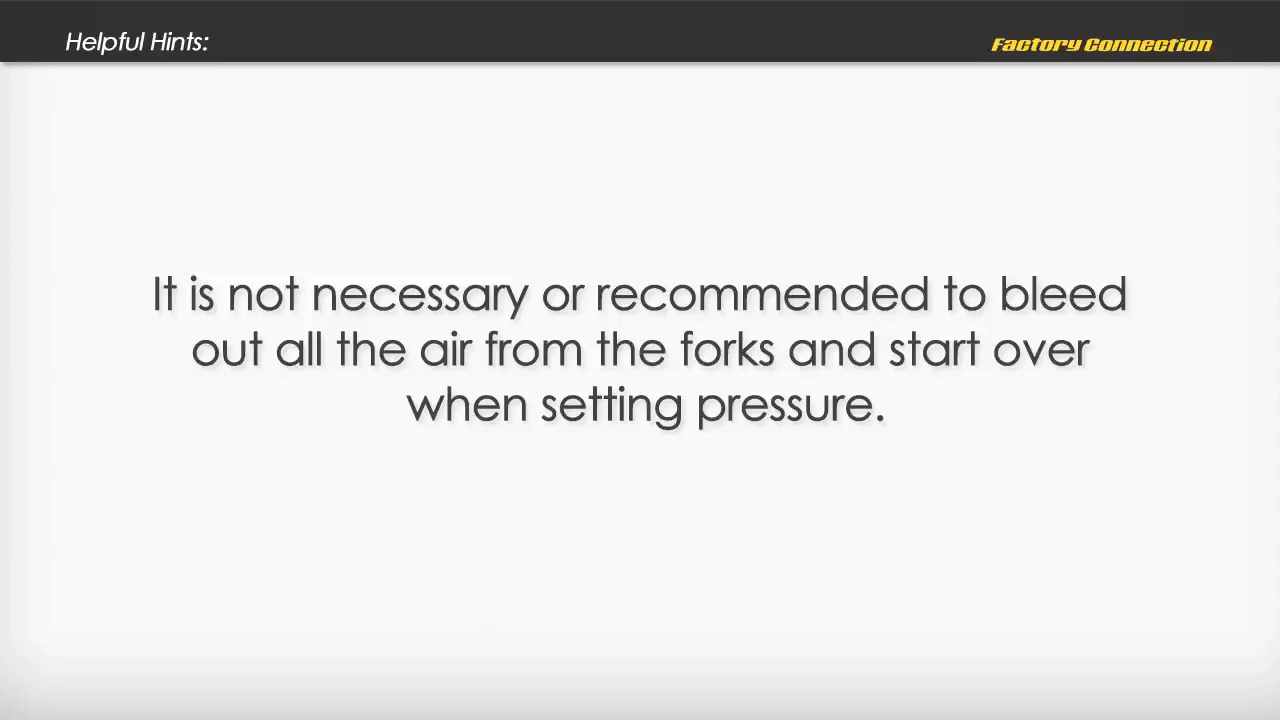 Helpful Hints:
Factory Connection
It is not necessary or recommended to bleed
out all the air from the forks and start over
when setting pressure.